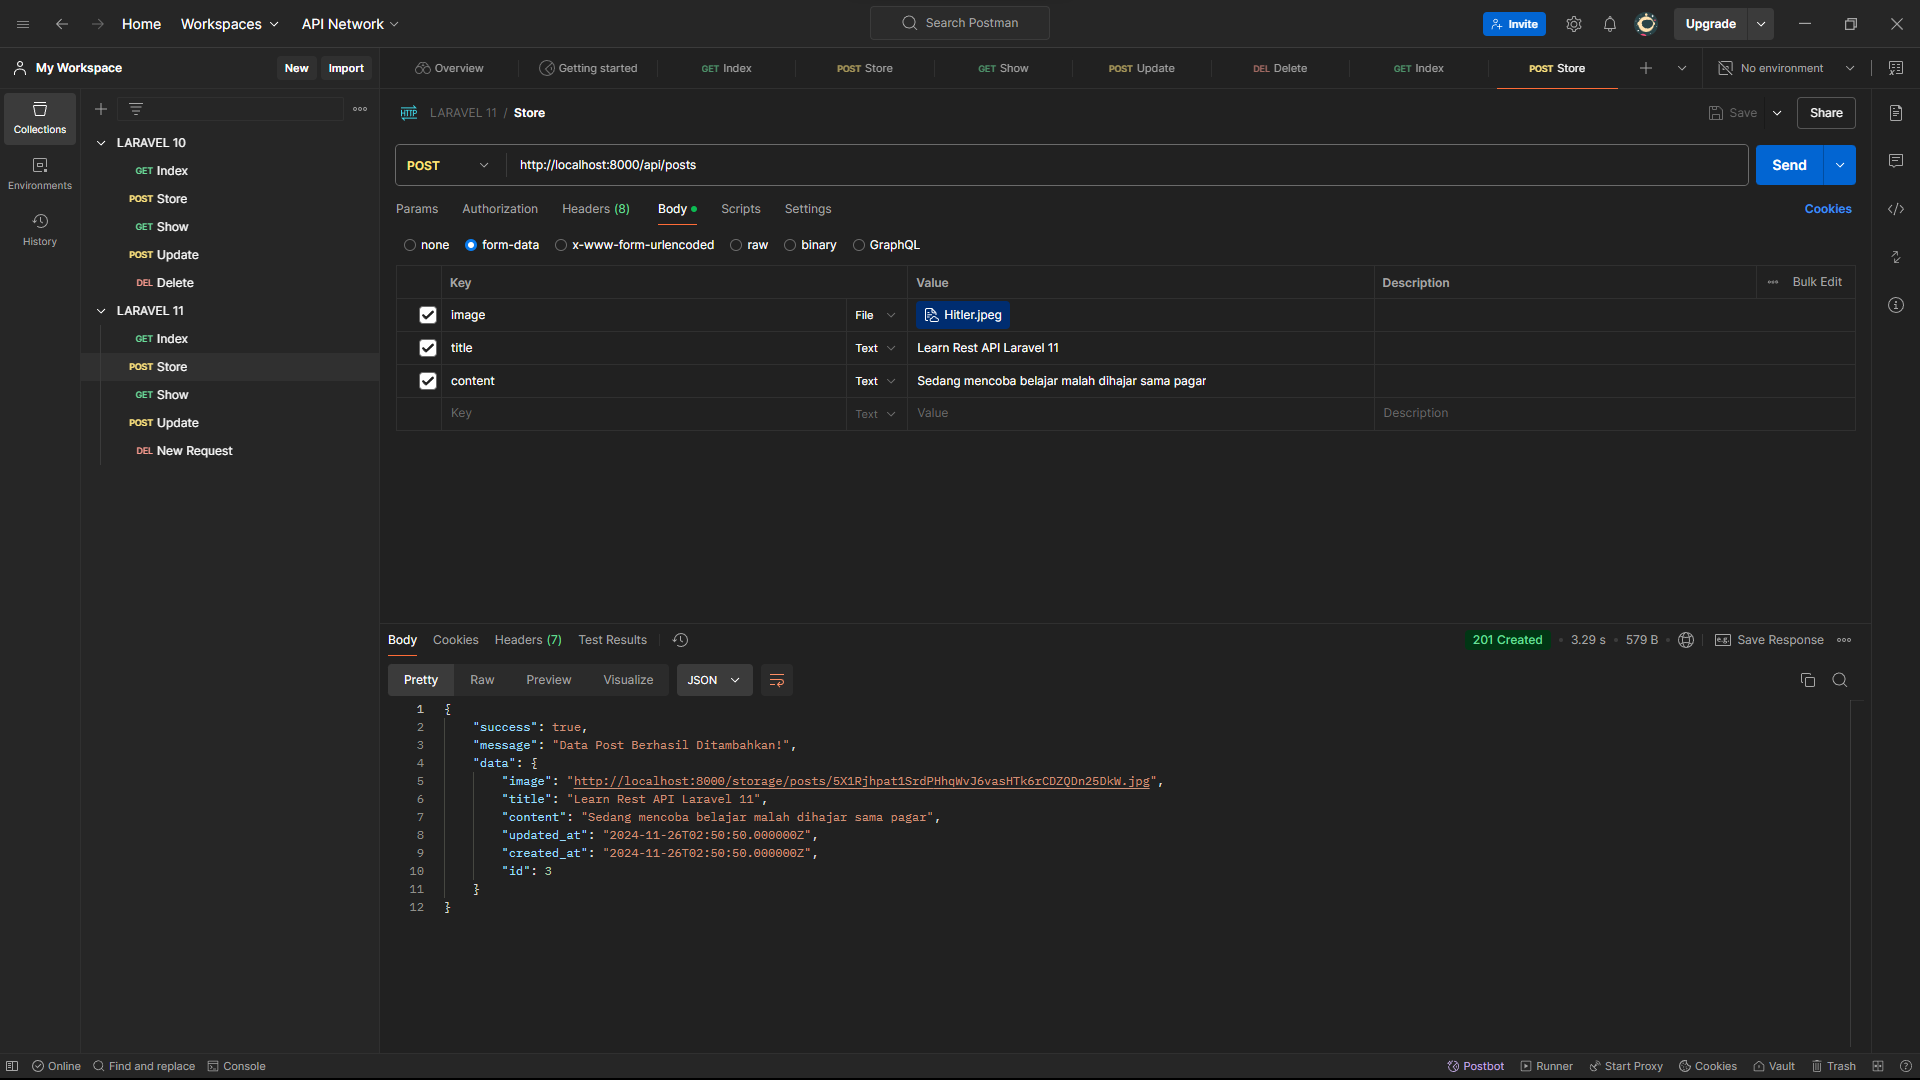 Home Workspaces API Network Search Postman Invite Upgrade
My Workspace New Import Overview Getting started GET Index POST Store GET Show POST Update DEL Delete GET Index POST Store No environment
Collections
Environments
History
LARAVEL 10
GET Index
POST Store
GET Show
POST Update
DEL Delete
LARAVEL 11
GET Index
POST Store
GET Show
POST Update
DEL New Request
HTTP LARAVEL 11 / Store Save Share
POST http://localhost:8000/api/posts Send
Params Authorization Headers (8) Body Scripts Settings Cookies
none form-data x-www-form-urlencoded raw binary GraphQL
Key Value Description Bulk Edit
image File Hitler.jpeg
title Text Learn Rest API Laravel 11
content Text Sedang mencoba belajar malah dihajar sama pagar
Key Text Value Description
Body Cookies Headers (7) Test Results 201 Created 3.29 s 579 B e.g. Save Response
Pretty Raw Preview Visualize JSON
1 {
2 "success": true,
3 "message": "Data Post Berhasil Ditambahkan!",
4 "data": {
5 "image": "http://localhost:8000/storage/posts/5X1Rjhpat1SrdPHhqWvJ6vasHTk6rCDZQDn25DkW.jpg",
6 "title": "Learn Rest API Laravel 11",
7 "content": "Sedang mencoba belajar malah dihajar sama pagar",
8 "updated_at": "2024-11-26T02:50:50.000000Z",
9 "created_at": "2024-11-26T02:50:50.000000Z",
10 "id": 3
11 }
12 }
Online Find and replace Console Postbot Runner Start Proxy Cookies Vault Trash